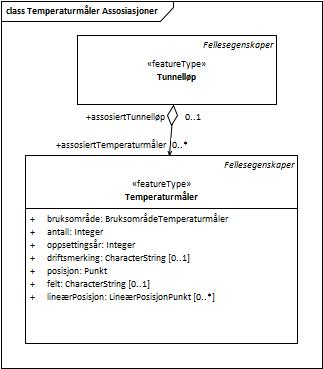 class Temperaturmåler Assosiasjoner
Fellesegenskaper
«featureType»
Tunnelløp
+assosiertTunnelløp 0..1
+assosiertTemperaturmåler 0..*
Fellesegenskaper
«featureType»
Temperaturmåler
+ bruksområde: BruksområdeTemperaturmåler
+ antall: Integer
+ oppsettingsår: Integer
+ driftsmerking: CharacterString [0..1]
+ posisjon: Punkt
+ felt: CharacterString [0..1]
+ lineærPosisjon: LineærPosisjonPunkt [0..*]